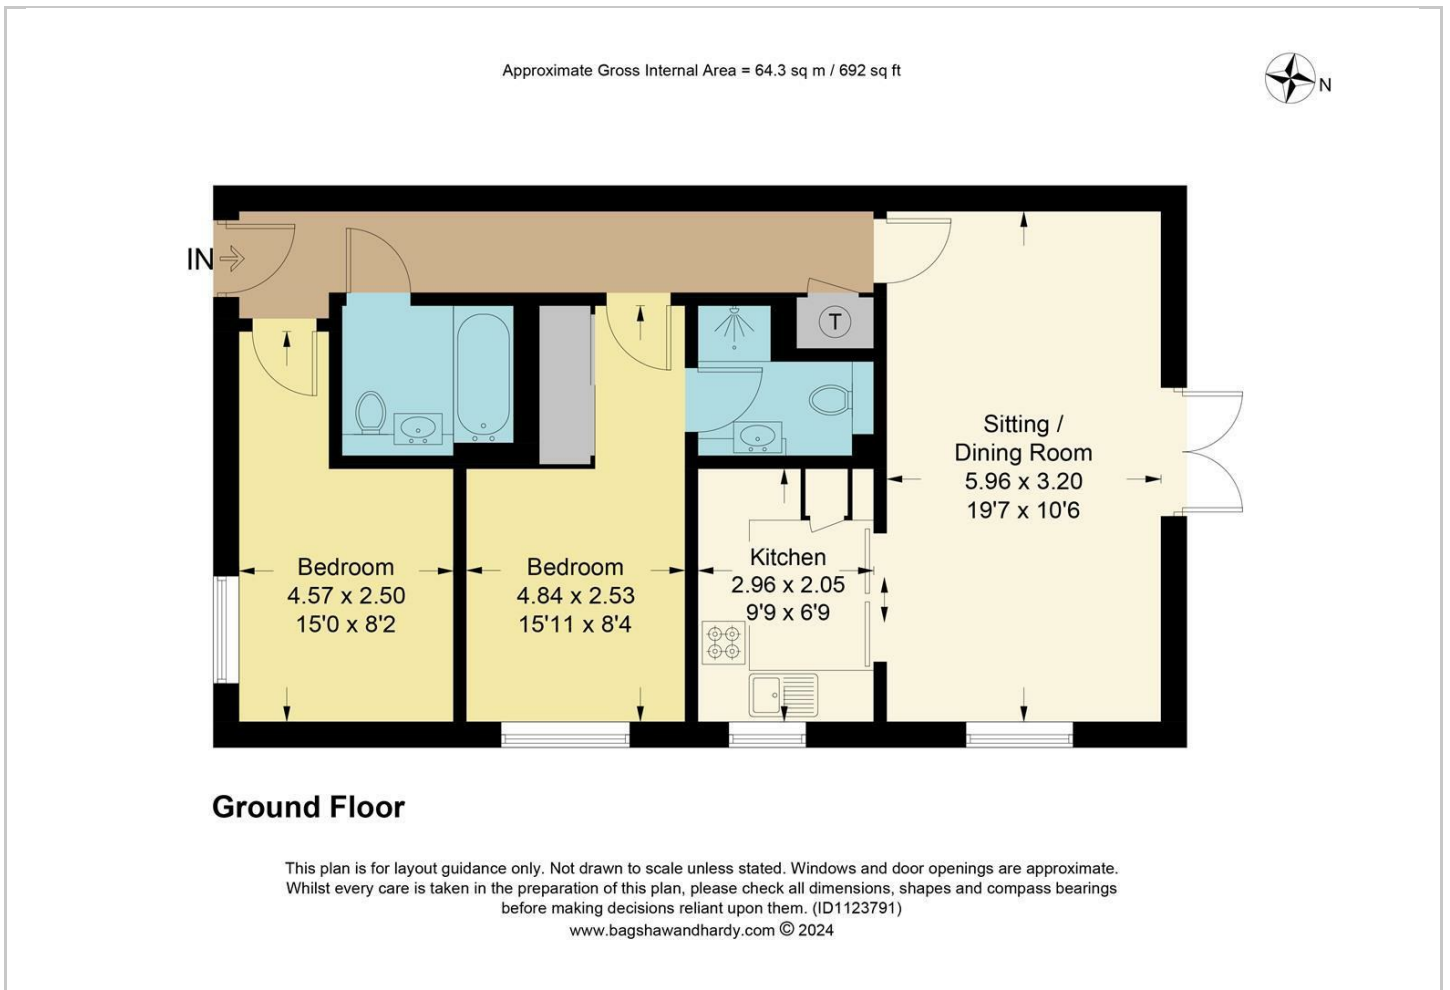 Approximate Gross Internal Area = 64.3 sq m / 692 sq ft
N
IN
T
Sitting /
Dining Room
5.96 x 3.20
19'7 x 10'6
Bedroom
4.57 x 2.50
15'0 x 8'2
Bedroom
4.84 x 2.53
15'11 x 8'4
Kitchen
2.96 x 2.05
9'9 x 6'9
Ground Floor
This plan is for layout guidance only. Not drawn to scale unless stated. Windows and door openings are approximate.
Whilst every care is taken in the preparation of this plan, please check all dimensions, shapes and compass bearings
before making decisions reliant upon them. (ID1123791)
www.bagshawandhardy.com © 2024